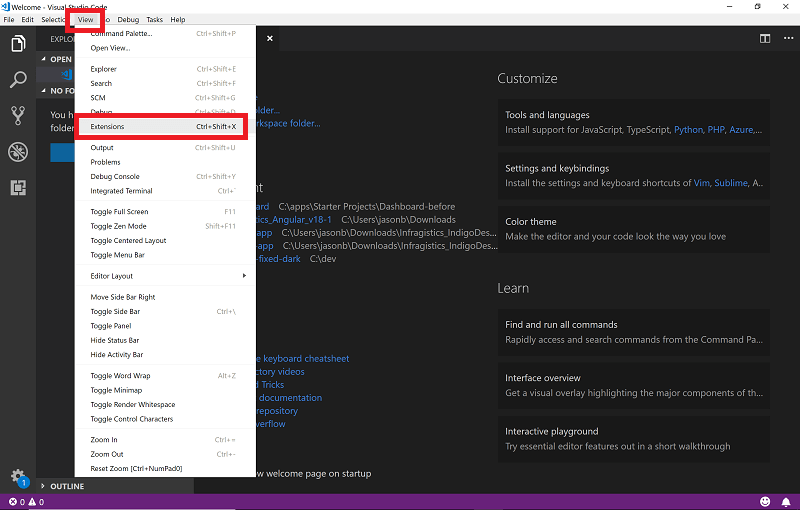 Welcome - Visual Studio Code
File Edit Selection View Go Debug Tasks Help
EXPLO
OPEN
NO FO
You ha
folder.
OUTLINE
0 0
1
Command Palette... Ctrl+Shift+P
Open View...
Explorer Ctrl+Shift+E
Search Ctrl+Shift+F
SCM Ctrl+Shift+G
Debug Ctrl+Shift+D
Extensions Ctrl+Shift+X
Output Ctrl+Shift+U
Problems
Debug Console Ctrl+Shift+Y
Integrated Terminal Ctrl+`
Toggle Full Screen F11
Toggle Zen Mode Shift+F11
Toggle Centered Layout
Toggle Menu Bar
Editor Layout
Move Side Bar Right
Toggle Side Bar Ctrl+\
Toggle Panel
Hide Status Bar
Hide Activity Bar
Toggle Word Wrap Alt+Z
Toggle Minimap
Toggle Render Whitespace
Toggle Control Characters
Zoom In Ctrl+=
Zoom Out Ctrl+-
Reset Zoom [Ctrl+NumPad0]
older...
kspace folder...
nt
ard C:\apps\Starter Projects\Dashboard-before
istics_Angular_v18-1 C:\Users\jasonb\Downloads
-app C:\Users\jasonb\Downloads\Infragistics_IndigoDes...
-app C:\Users\jasonb\Downloads\Infragistics_IndigoDes...
-fixed-dark C:\dev
e keyboard cheatsheet
ctory videos
d Tricks
documentation
repository
verflow
ow welcome page on startup
Customize
Tools and languages
Install support for JavaScript, TypeScript, Python, PHP, Azure,...
Settings and keybindings
Install the settings and keyboard shortcuts of Vim, Sublime, A...
Color theme
Make the editor and your code look the way you love
Learn
Find and run all commands
Rapidly access and search commands from the Command Pa...
Interface overview
Get a visual overlay highlighting the major components of th...
Interactive playground
Try essential editor features out in a short walkthrough